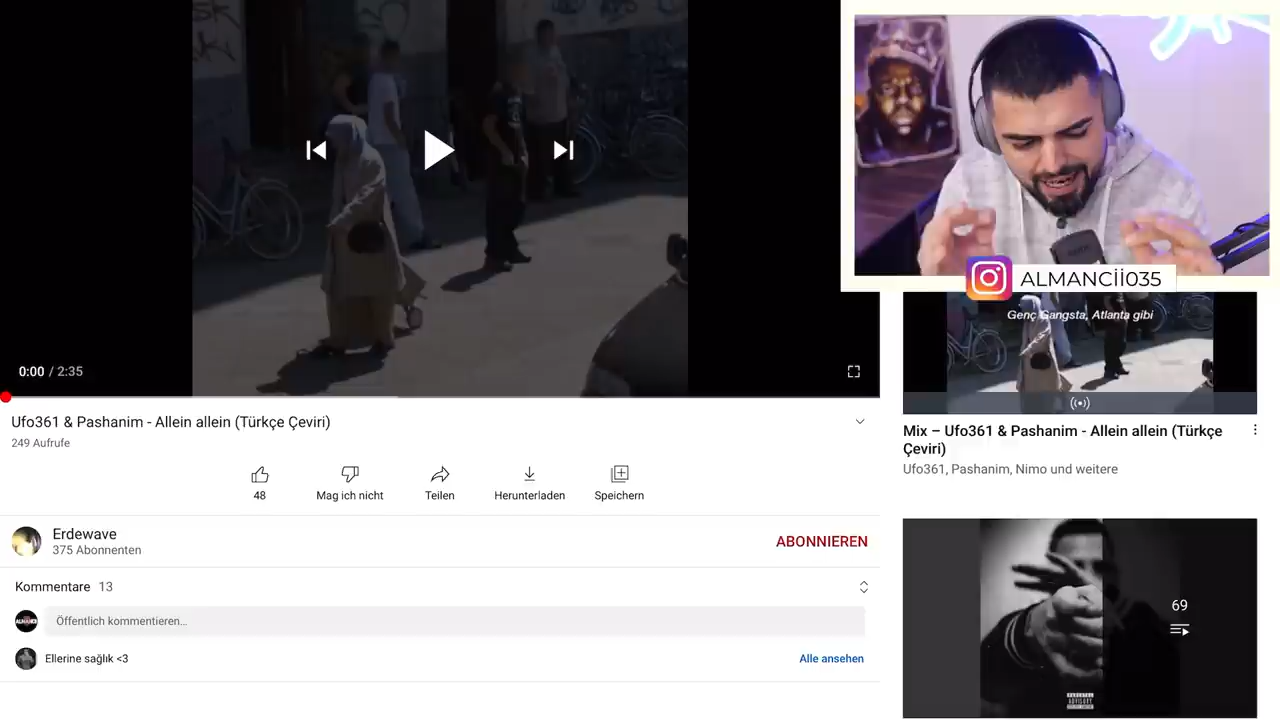 0:00 / 2:35
Ufo361 & Pashanim - Allein allein (Türkçe Çeviri)
249 Aufrufe
48
Mag ich nicht
Teilen
Herunterladen
Speichern
Erdewave
375 Abonnenten
ABONNIEREN
Kommentare 13
Öffentlich kommentieren...
Ellerine sağlık <3
Alle ansehen
ALMANCİİ035
Genç Gangsta, Atlanta gibi
Mix – Ufo361 & Pashanim - Allein allein (Türkçe
Çeviri)
Ufo361, Pashanim, Nimo und weitere
69
PARENTAL
ADVISORY